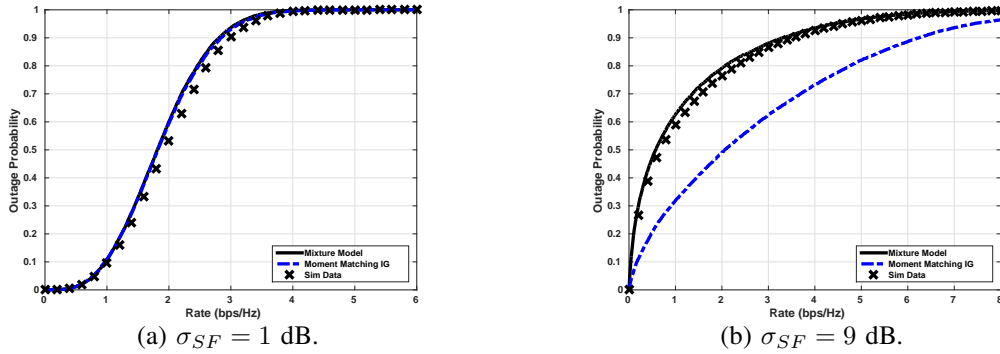 1
0.9
0.8
0.7
0.6
0.5
0.4
0.3
0.2
0.1
0
Outage Probability
Mixture Model
Moment Matching IG
Sim Data
0 1 2 3 4 5 6
Rate (bps/Hz)
(a) σSF = 1 dB.
1
0.9
0.8
0.7
0.6
0.5
0.4
0.3
0.2
0.1
0
Outage Probability
Mixture Model
Moment Matching IG
Sim Data
0 1 2 3 4 5 6 7 8
Rate (bps/Hz)
(b) σSF = 9 dB.